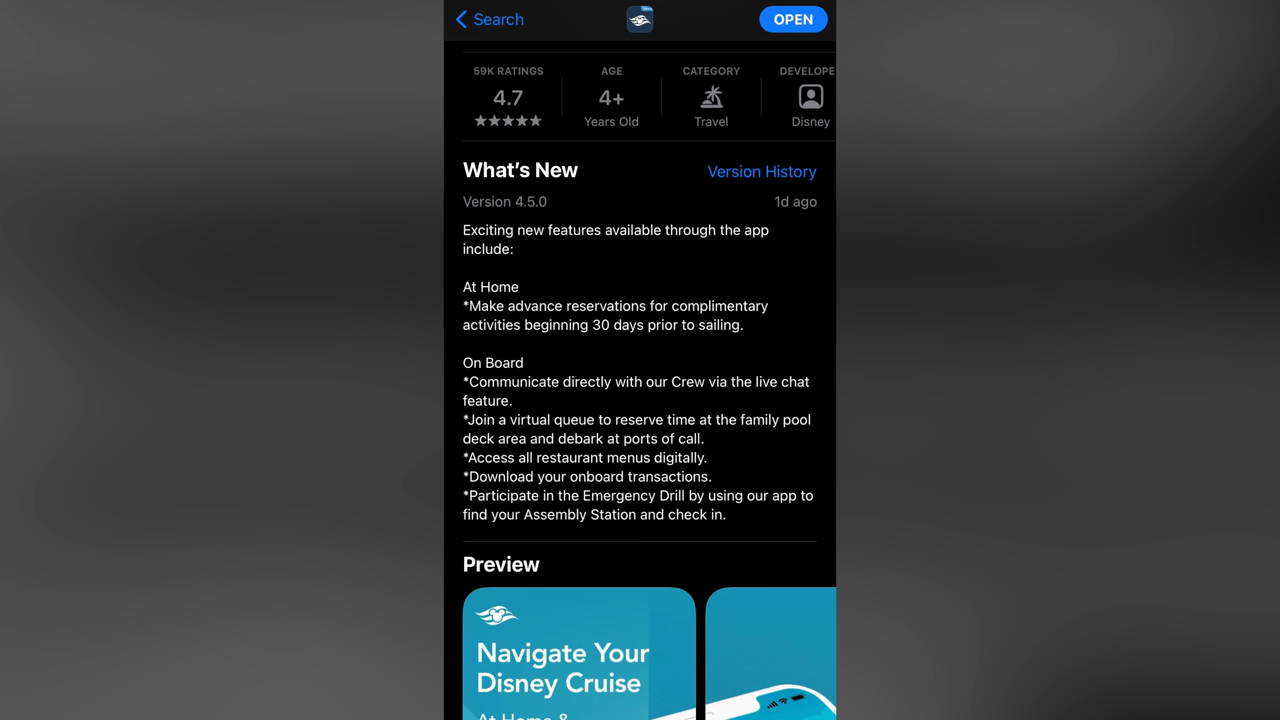 Search
OPEN
59K RATINGS
4.7
AGE
4+
Years Old
CATEGORY
Travel
DEVELOPE
Disney
What's New
Version History
Version 4.5.0
1d ago
Exciting new features available through the app
include:
At Home
*Make advance reservations for complimentary
activities beginning 30 days prior to sailing.
On Board
*Communicate directly with our Crew via the live chat
feature.
*Join a virtual queue to reserve time at the family pool
deck area and debark at ports of call.
*Access all restaurant menus digitally.
*Download your onboard transactions.
*Participate in the Emergency Drill by using our app to
find your Assembly Station and check in.
Preview
Navigate Your
Disney Cruise
At Home &